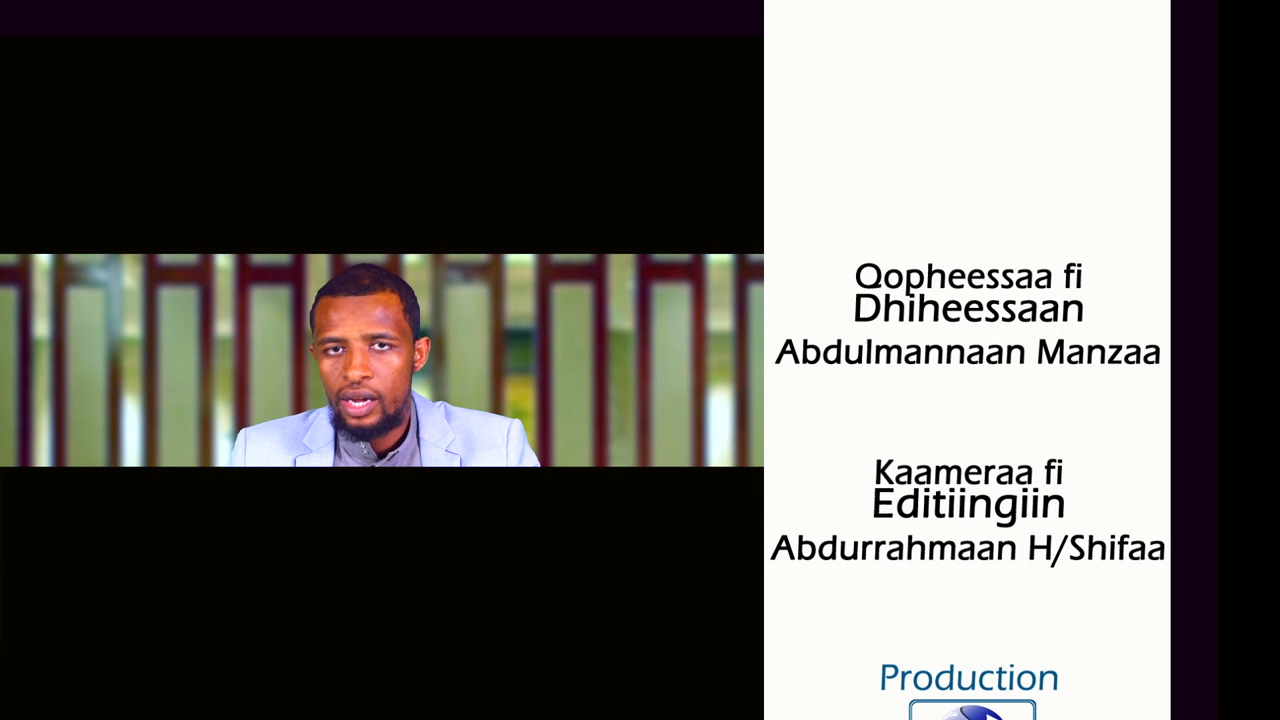 Qopheessaa fi
Dhiheessaan
Abdulmannaan Manzaa
Kaameraa fi
Editiingiin
Abdurrahmaan H/Shifaa
Production